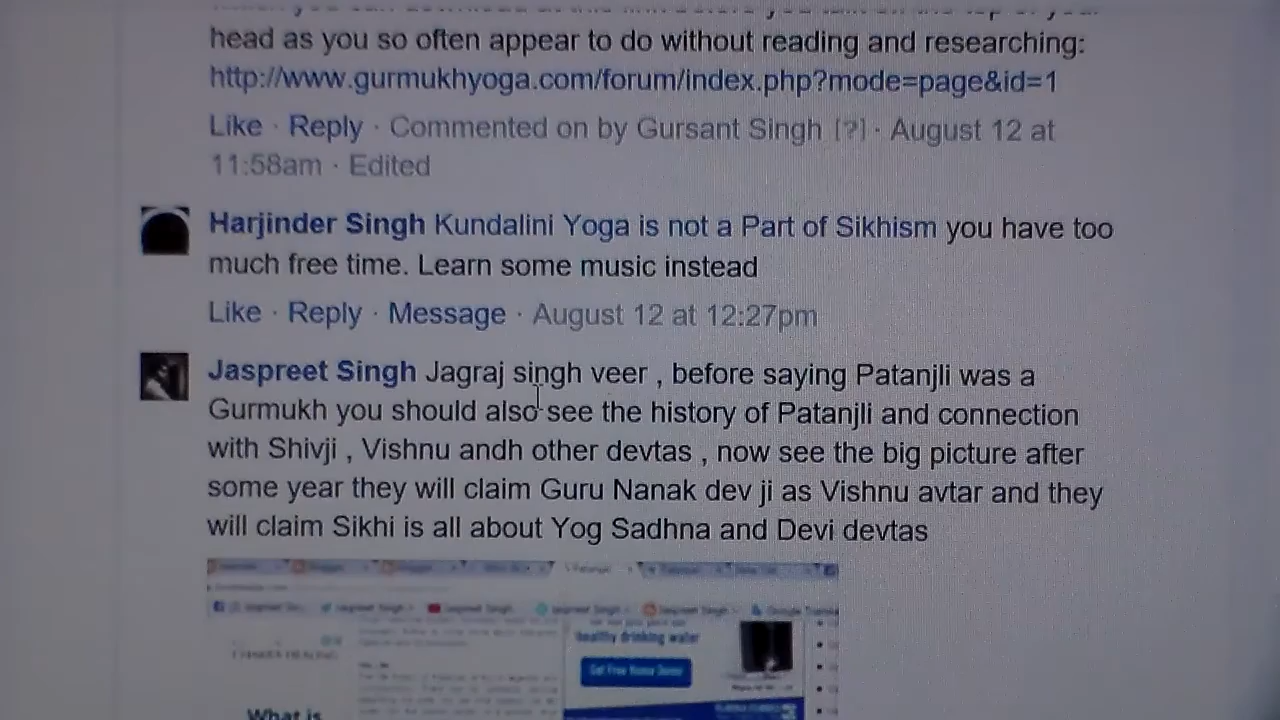 head as you so often appear to do without reading and researching:
http://www.gurmukhyoga.com/forum/index.php?mode=page&id=1
Like · Reply · Commented on by Gursant Singh [?] · August 12 at
11:58am · Edited
Harjinder Singh Kundalini Yoga is not a Part of Sikhism you have too
much free time. Learn some music instead
Like · Reply · Message · August 12 at 12:27pm
Jaspreet Singh Jagraj singh veer , before saying Patanjli was a
Gurmukh you should also see the history of Patanjli and connection
with Shivji , Vishnu andh other devtas , now see the big picture after
some year they will claim Guru Nanak dev ji as Vishnu avtar and they
will claim Sikhi is all about Yog Sadhna and Devi devtas
healthy drinking water
Get Free Home Demo
What is